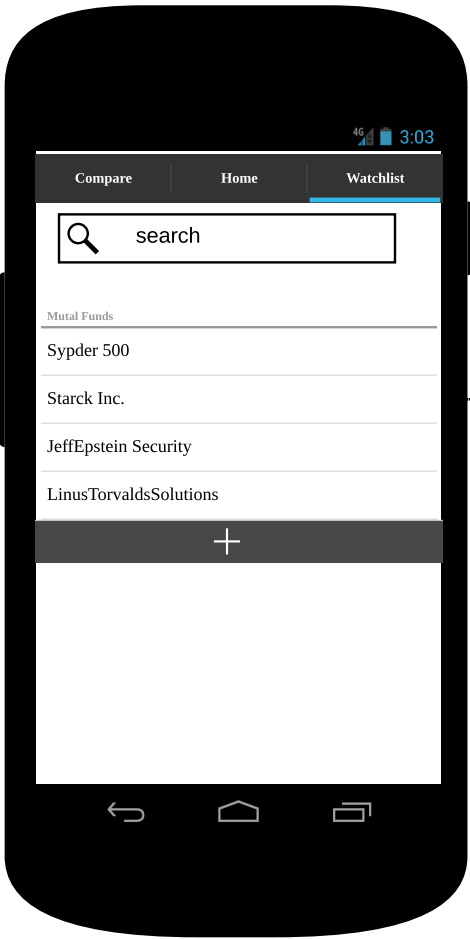 4G 3:03
Compare Home Watchlist
search
Mutal Funds
Sypder 500
Starck Inc.
JeffEpstein Security
LinusTorvaldsSolutions